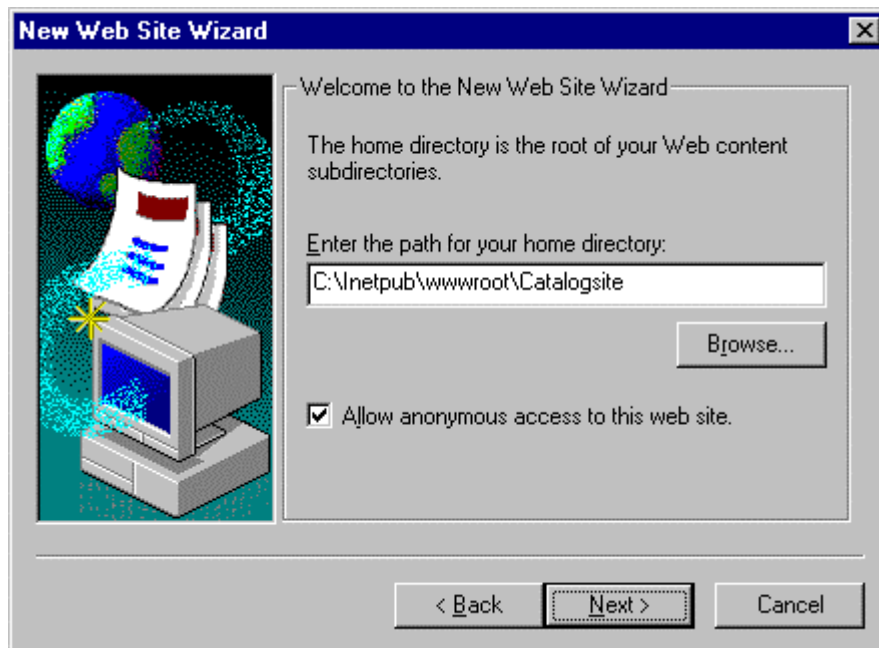 New Web Site Wizard
Welcome to the New Web Site Wizard
The home directory is the root of your Web content
subdirectories.
Enter the path for your home directory:
C:\Inetpub\wwwroot\Catalogsite
Browse...
Allow anonymous access to this web site.
< Back
Next >
Cancel